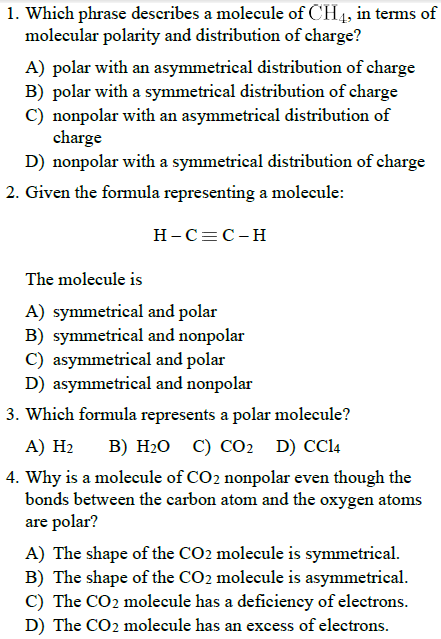 1. Which phrase describes a molecule of CH₄, in terms of
molecular polarity and distribution of charge?
A) polar with an asymmetrical distribution of charge
B) polar with a symmetrical distribution of charge
C) nonpolar with an asymmetrical distribution of
charge
D) nonpolar with a symmetrical distribution of charge
2. Given the formula representing a molecule:
H–C≡C–H
The molecule is
A) symmetrical and polar
B) symmetrical and nonpolar
C) asymmetrical and polar
D) asymmetrical and nonpolar
3. Which formula represents a polar molecule?
A) H2 B) H2O C) CO2 D) CCl4
4. Why is a molecule of CO2 nonpolar even though the
bonds between the carbon atom and the oxygen atoms
are polar?
A) The shape of the CO2 molecule is symmetrical.
B) The shape of the CO2 molecule is asymmetrical.
C) The CO2 molecule has a deficiency of electrons.
D) The CO2 molecule has an excess of electrons.